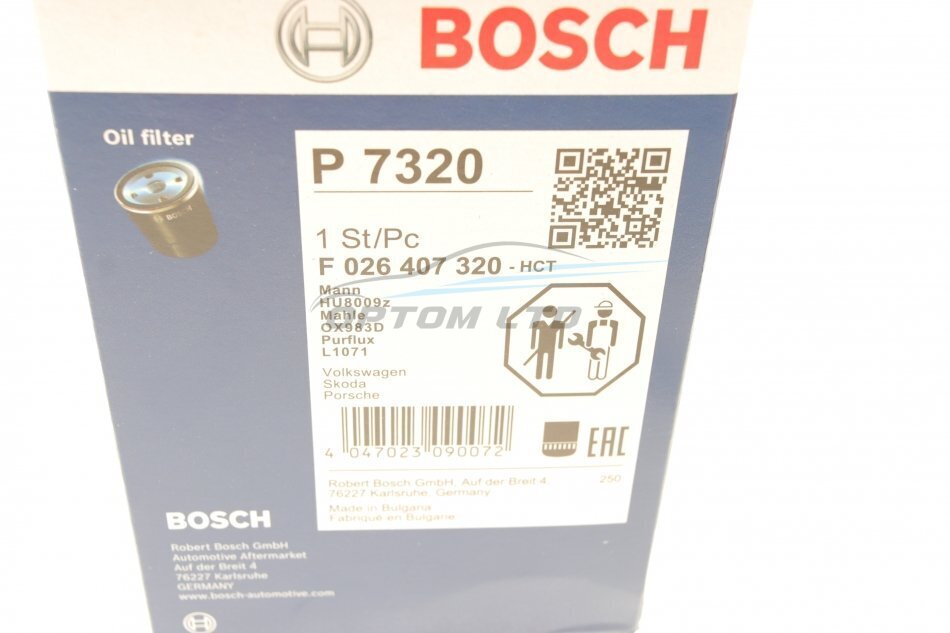 BOSCH
Oil filter
BOSCH
P 7320
1 St/Pc
F 026 407 320 - HCT
Mann
HU8009z
Mahle
OX983D
Purflux
L1071
OPTOM LTD
Volkswagen
Skoda
Porsche
4 047023 090072
EAC
Robert Bosch GmbH, Auf der Breit 4
76227 Karlsruhe, Germany
250
Made in Bulgaria
Fabriqué en Bulgarie
BOSCH
Robert Bosch GmbH
Automotive Aftermarket
Auf der Breit 4
76227 Karlsruhe
GERMANY
www.bosch-automotive.com